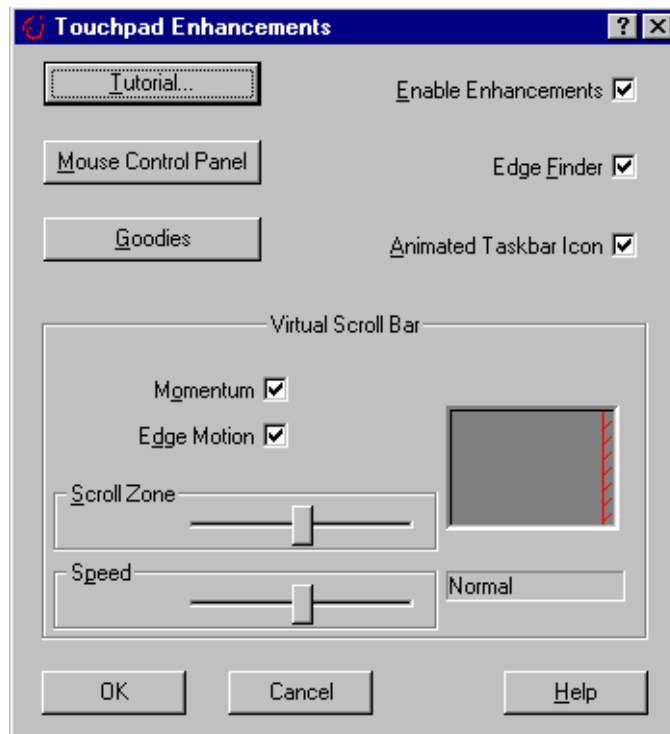 Touchpad Enhancements
Tutorial...
Enable Enhancements
Mouse Control Panel
Edge Finder
Goodies
Animated Taskbar Icon
Virtual Scroll Bar
Momentum
Edge Motion
Scroll Zone
Speed
Normal
OK
Cancel
Help